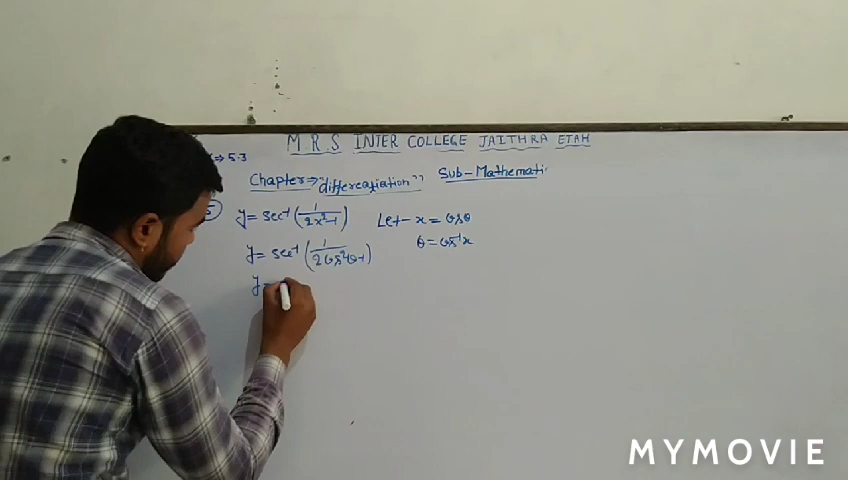 M.R.S INTER COLLEGE JAITHRA ETAH
⇒ 5.3
Chapter⇒ "differeatiation" Sub-Mathemati
y = sec⁻¹ (1/2x²-1) Let- x = cosθ
y = sec⁻¹ (1/2cos²θ-1) θ = cos⁻¹x
y =
MYMOVIE